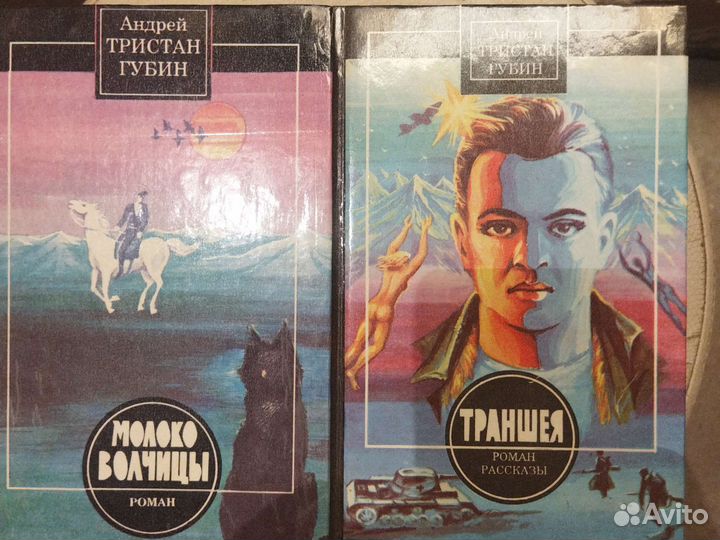 Андрей
ТРИСТАН
ГУБИН
МОЛОКО
ВОЛЧИЦЫ
РОМАН
Андрей
ТРИСТАН
ГУБИН
ТРАНШЕЯ
РОМАН
РАССКАЗЫ
Avito